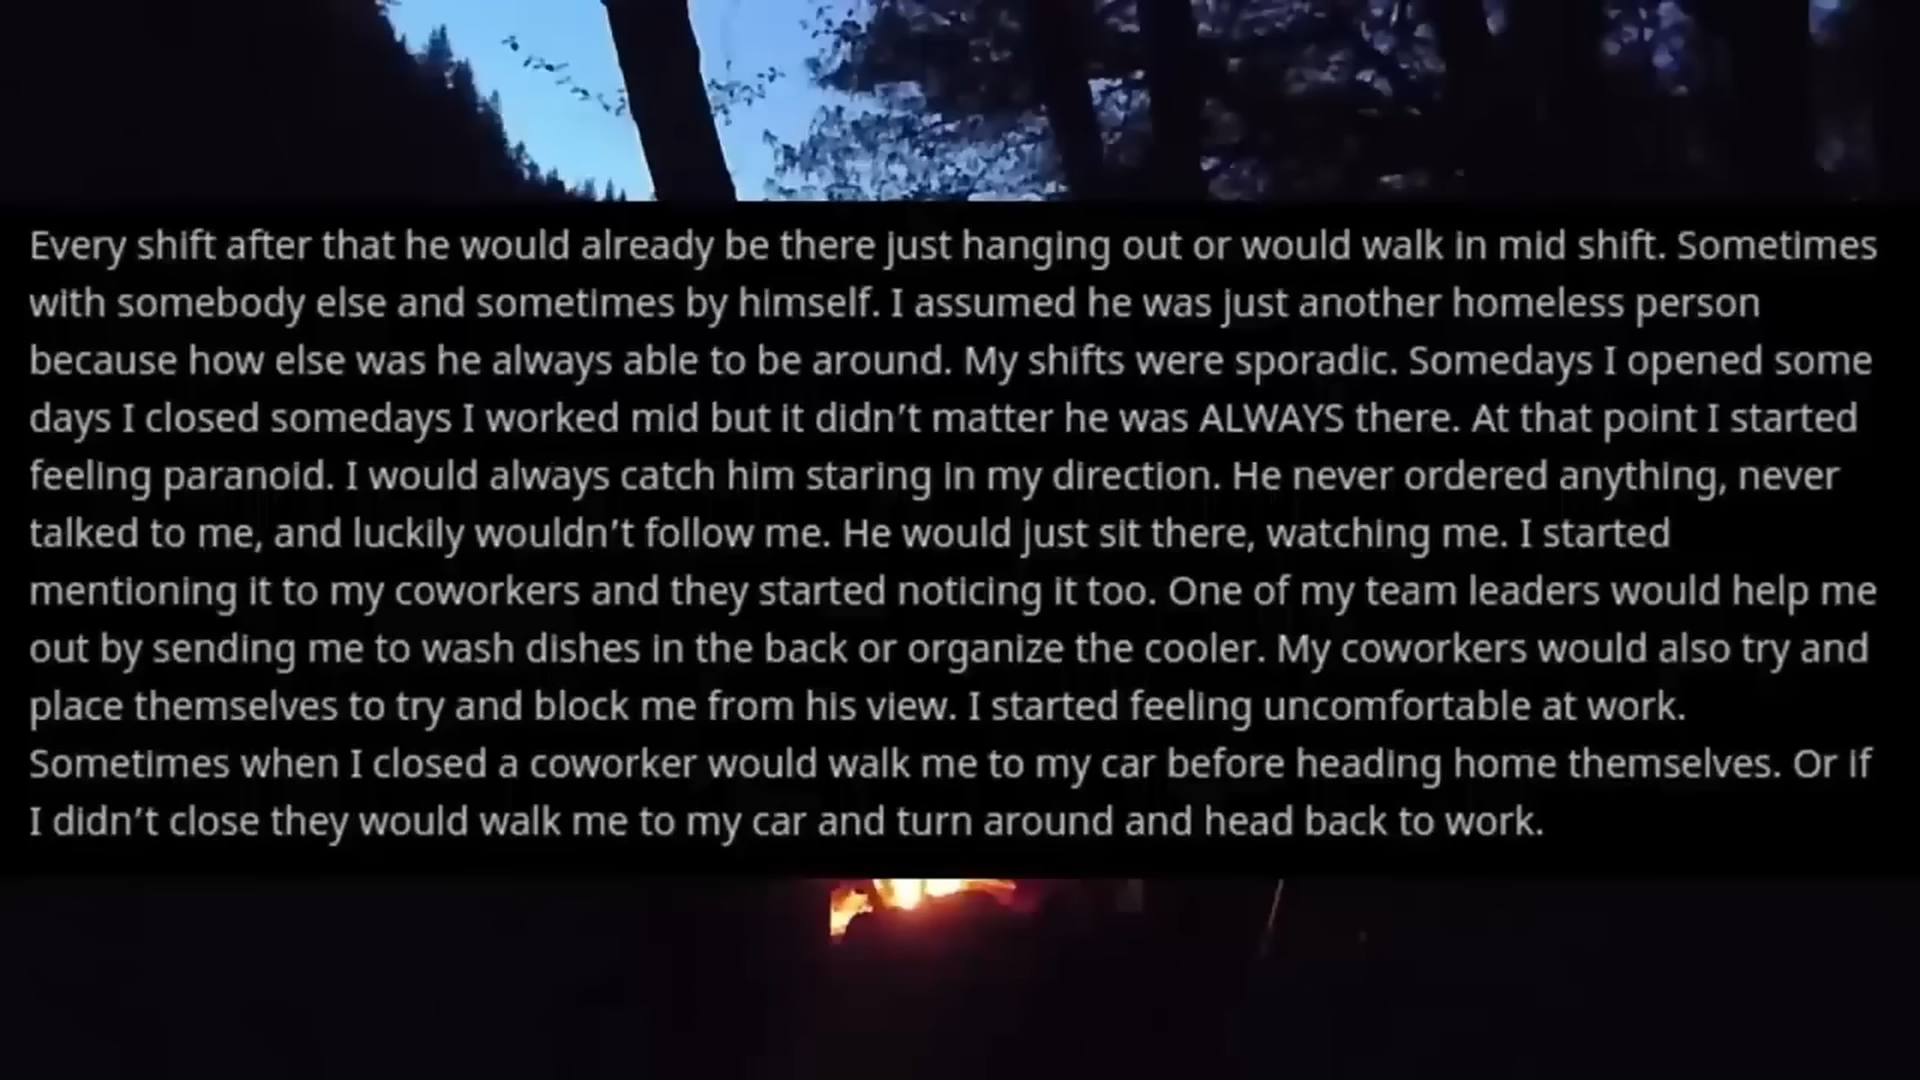 Every shift after that he would already be there just hanging out or would walk in mid shift. Sometimes
with somebody else and sometimes by himself. I assumed he was just another homeless person
because how else was he always able to be around. My shifts were sporadic. Somedays I opened some
days I closed somedays I worked mid but it didn’t matter he was ALWAYS there. At that point I started
feeling paranoid. I would always catch him staring in my direction. He never ordered anything, never
talked to me, and luckily wouldn’t follow me. He would just sit there, watching me. I started
mentioning it to my coworkers and they started noticing it too. One of my team leaders would help me
out by sending me to wash dishes in the back or organize the cooler. My coworkers would also try and
place themselves to try and block me from his view. I started feeling uncomfortable at work.
Sometimes when I closed a coworker would walk me to my car before heading home themselves. Or if
I didn’t close they would walk me to my car and turn around and head back to work.